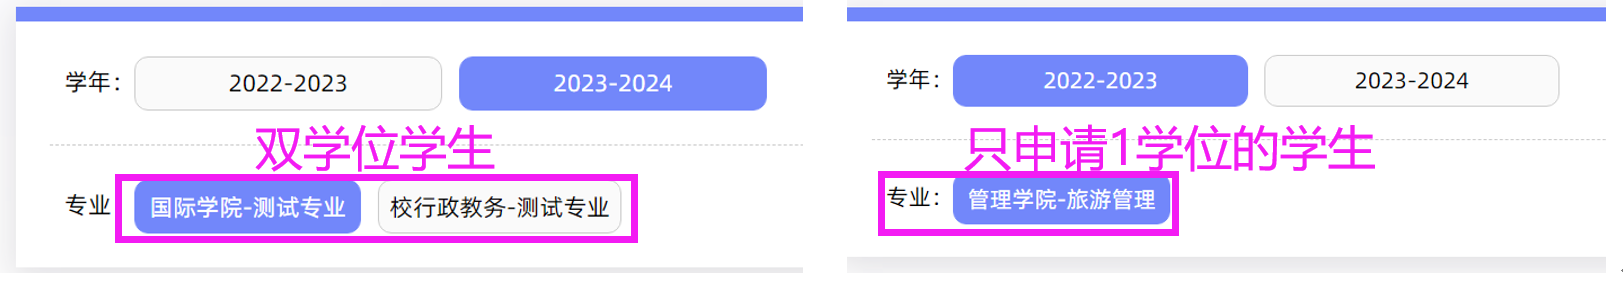 学年： 2022-2023 2023-2024
双学位学生
专业 国际学院-测试专业 校行政教务-测试专业
学年： 2022-2023 2023-2024
只申请1学位的学生
专业： 管理学院-旅游管理